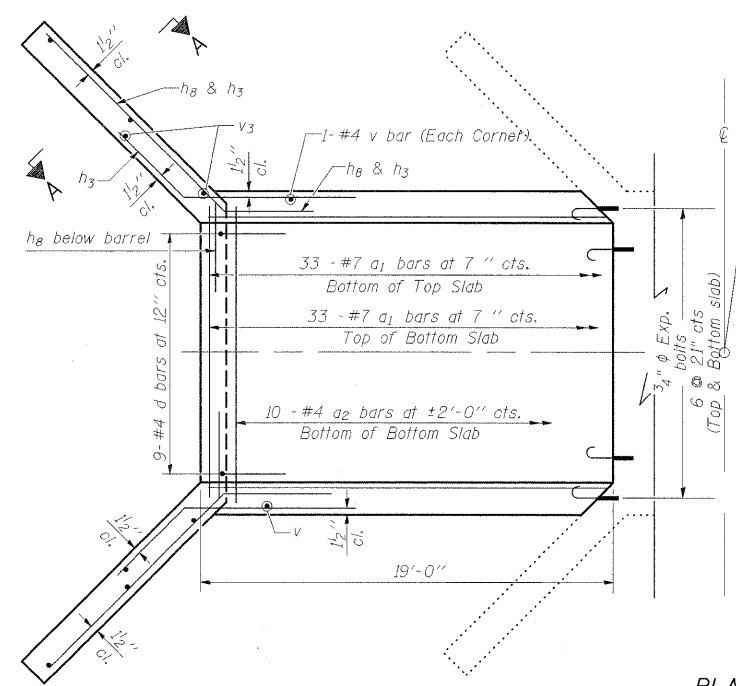 1½"
cl.
A
h8 & h3
v3
1-#4 v bar (Each Corner)
1½"
cl.
h8 & h3
A
h3
1½"
cl.
℄
h8 below barrel
33 - #7 a1 bars at 7 " cts.
Bottom of Top Slab
33 - #7 a1 bars at 7 " cts.
Top of Bottom Slab
9-#4 d bars at 12" cts.
10 - #4 a2 bars at ±2'-0" cts.
Bottom of Bottom Slab
¾" ϕ Exp.
bolts
6 @ 21" cts
(Top & Bottom slab)
1½"
cl.
v
1½"
cl.
19'-0"
1½"
cl.
PLA